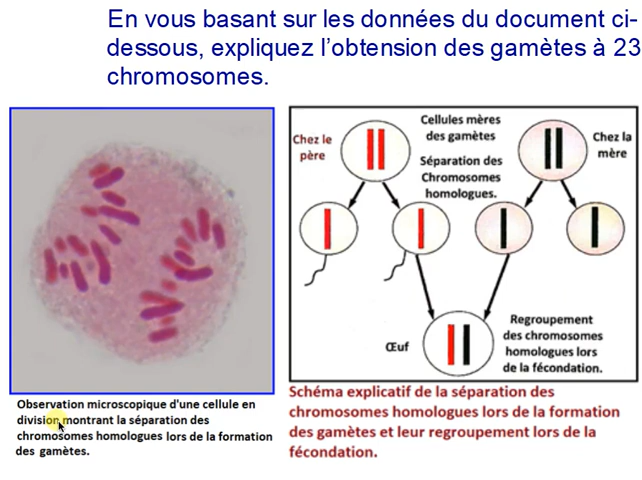 En vous basant sur les données du document ci-
dessous, expliquez l'obtension des gamètes à 23
chromosomes.
Cellules mères
des gamètes
Chez le
père
Chez la
mère
Séparation des
Chromosomes
homologues.
Œuf
Regroupement
des chromosomes
homologues lors
de la fécondation.
Observation microscopique d'une cellule en
division montrant la séparation des
chromosomes homologues lors de la formation
des gamètes.
Schéma explicatif de la séparation des
chromosomes homologues lors de la formation
des gamètes et leur regroupement lors de la
fécondation.